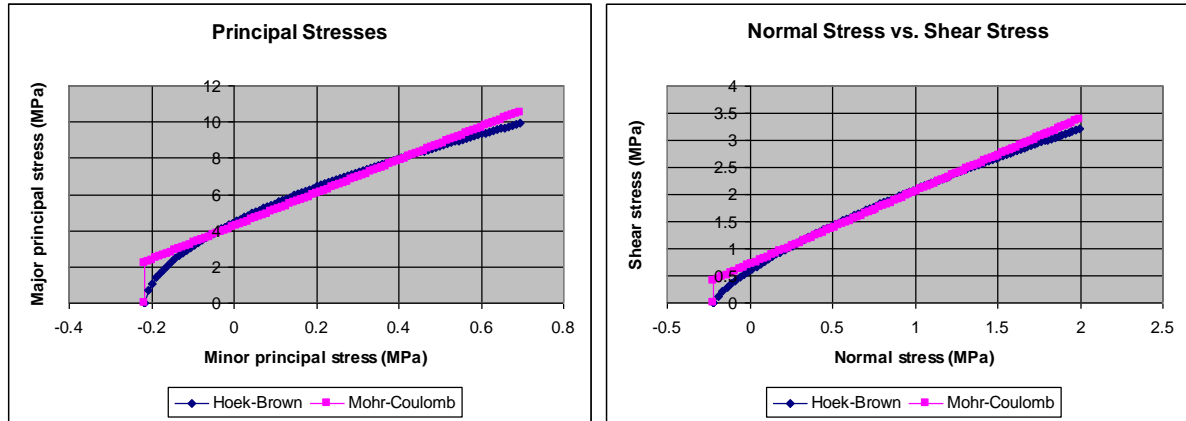 Principal Stresses
Major principal stress (MPa)
12
10
8
6
4
2
0
-0.4 -0.2 0 0.2 0.4 0.6 0.8
Minor principal stress (MPa)
Hoek-Brown Mohr-Coulomb
Normal Stress vs. Shear Stress
Shear stress (MPa)
4
3.5
3
2.5
2
1.5
1
0.5
0
-0.5 0 0.5 1 1.5 2 2.5
Normal stress (MPa)
Hoek-Brown Mohr-Coulomb